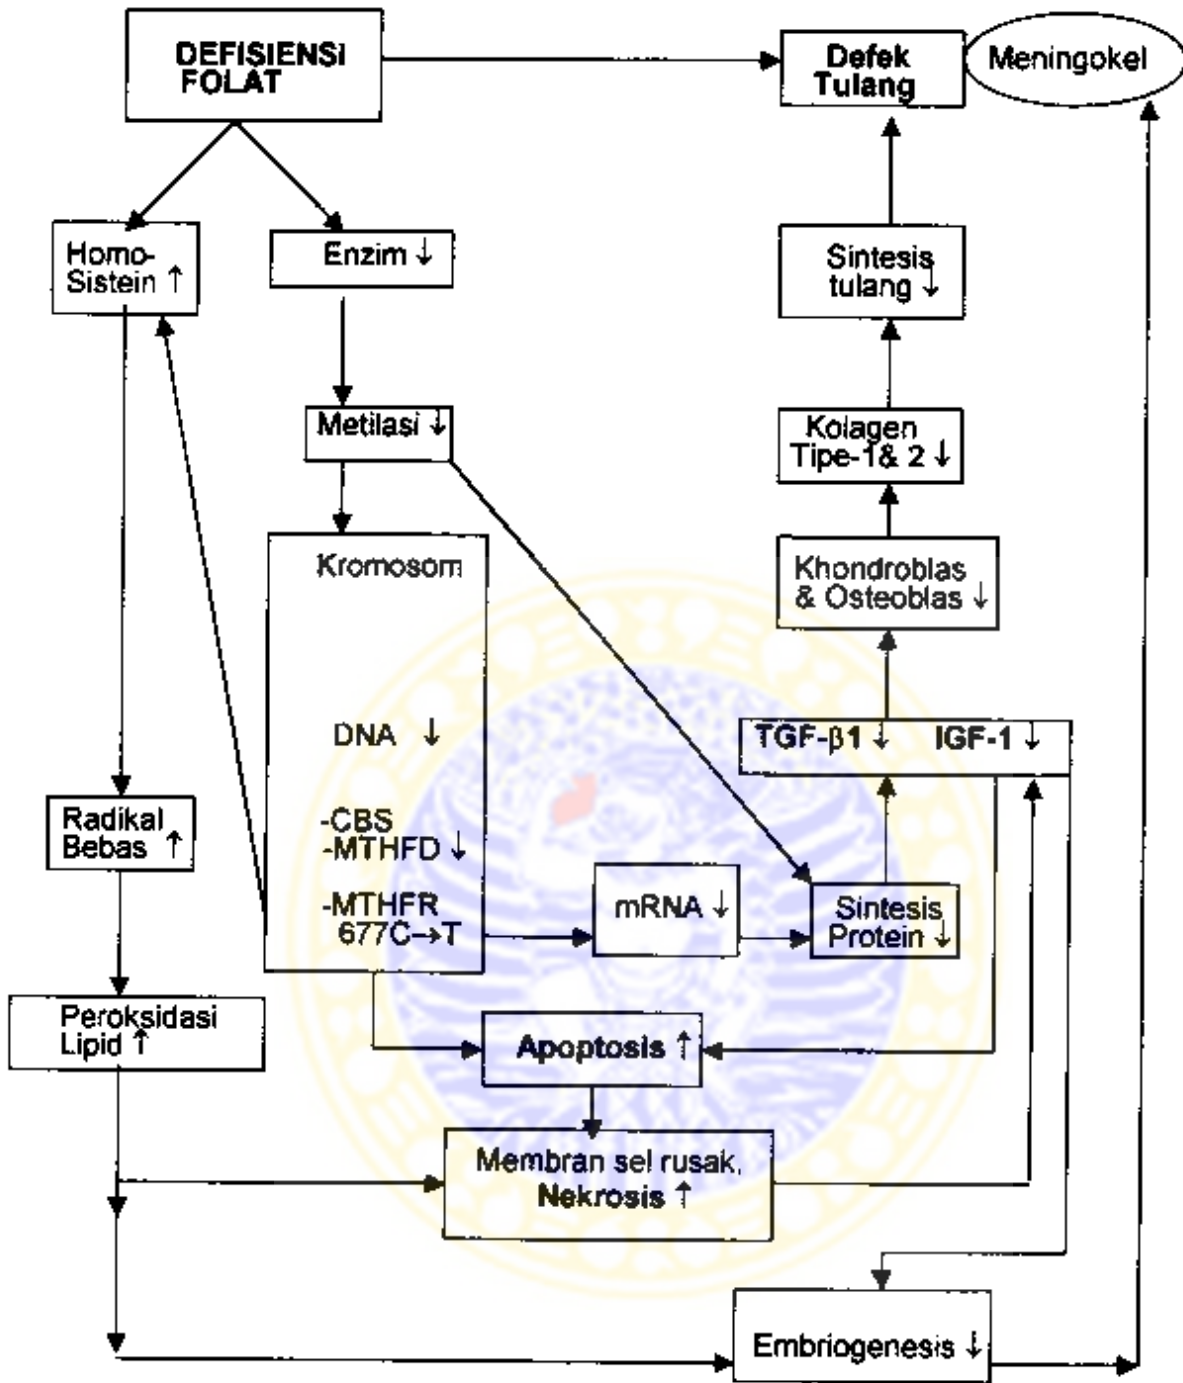 DEFISIENSI
FOLAT
Defek
Tulang
Meningokel
Homo-
Sistein ↑
Enzim ↓
Sintesis
tulang ↓
Metilasi ↓
Kolagen
Tipe-1& 2 ↓
Kromosom
Khondroblas
& Osteoblas ↓
DNA ↓
TGF-β1 ↓ IGF-1 ↓
Radikal
Bebas ↑
-CBS
-MTHFD ↓
-MTHFR
677C→T
mRNA ↓
Sintesis
Protein ↓
Peroksidasi
Lipid ↑
Apoptosis ↑
Membran sel rusak,
Nekrosis ↑
Embriogenesis ↓